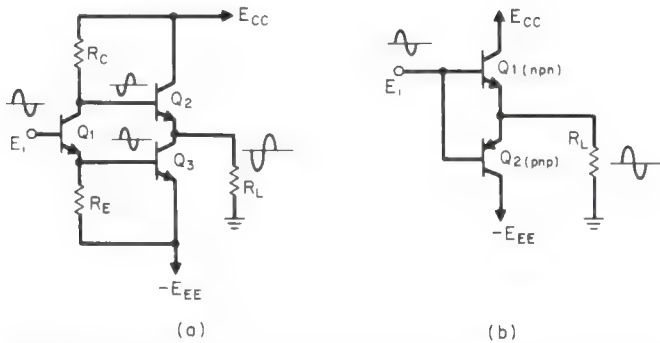 E_CC
R_C
Q_2
Q_1
E_i
Q_3
R_L
R_E
-E_EE
(a)
E_CC
Q_1 (npn)
E_i
R_L
Q_2 (pnp)
-E_EE
(b)